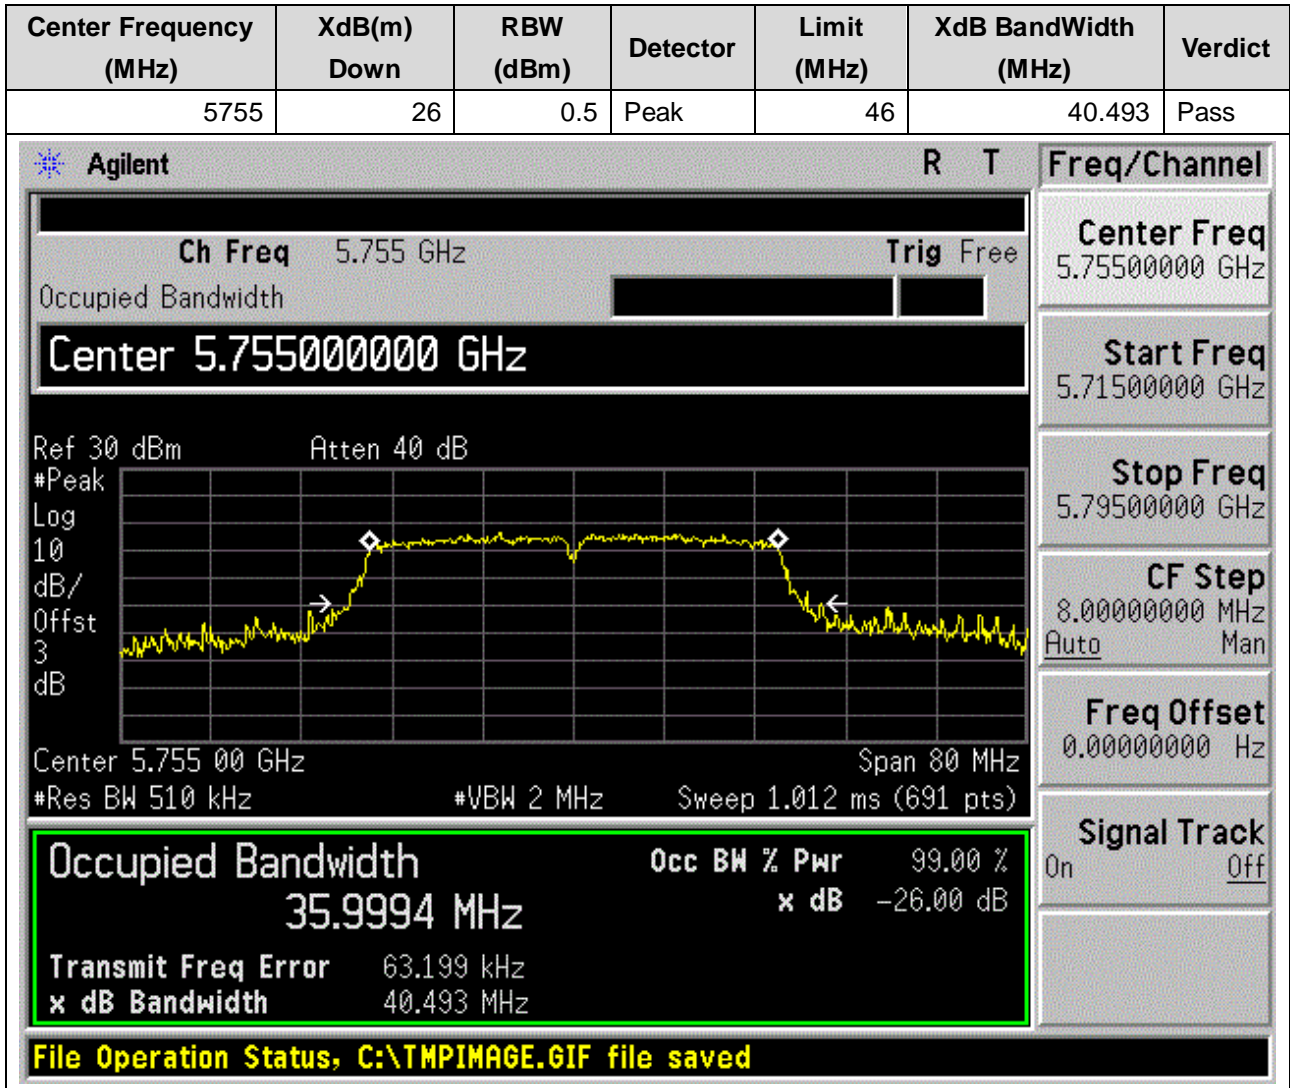 Center Frequency (MHz) XdB(m) Down RBW (dBm) Detector Limit (MHz) XdB BandWidth (MHz) Verdict
5755 26 0.5 Peak 46 40.493 Pass
Agilent R T Freq/Channel
Ch Freq 5.755 GHz Trig Free
Occupied Bandwidth
Center 5.755000000 GHz
Ref 30 dBm Atten 40 dB
#Peak
Log
10
dB/
Offst
3
dB
Center 5.755 00 GHz Span 80 MHz
#Res BW 510 kHz #VBW 2 MHz Sweep 1.012 ms (691 pts)
Occupied Bandwidth Occ BW % Pwr 99.00 %
35.9994 MHz x dB -26.00 dB
Transmit Freq Error 63.199 kHz
x dB Bandwidth 40.493 MHz
File Operation Status, C:\TMPIMAGE.GIF file saved
Center Freq
5.75500000 GHz
Start Freq
5.71500000 GHz
Stop Freq
5.79500000 GHz
CF Step
8.00000000 MHz
Auto Man
Freq Offset
0.00000000 Hz
Signal Track
On Off